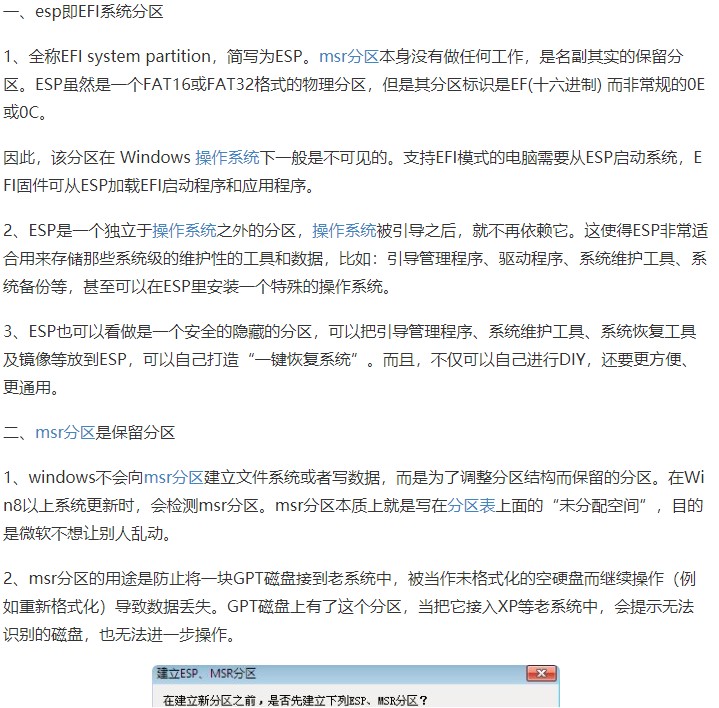 一、esp即EFI系统分区
1、全称EFI system partition，简写为ESP。msr分区本身没有做任何工作，是名副其实的保留分
区。ESP虽然是一个FAT16或FAT32格式的物理分区，但是其分区标识是EF(十六进制) 而非常规的0E
或0C。
因此，该分区在 Windows 操作系统下一般是不可见的。支持EFI模式的电脑需要从ESP启动系统，E
FI固件可从ESP加载EFI启动程序和应用程序。
2、ESP是一个独立于操作系统之外的分区，操作系统被引导之后，就不再依赖它。这使得ESP非常适
合用来存储那些系统级的维护性的工具和数据，比如：引导管理程序、驱动程序、系统维护工具、系
统备份等，甚至可以在ESP里安装一个特殊的操作系统。
3、ESP也可以看做是一个安全的隐藏的分区，可以把引导管理程序、系统维护工具、系统恢复工具
及镜像等放到ESP，可以自己打造“一键恢复系统”。而且，不仅可以自己进行DIY，还要更方便、
更通用。
二、msr分区是保留分区
1、windows不会向msr分区建立文件系统或者写数据，而是为了调整分区结构而保留的分区。在Wi
n8以上系统更新时，会检测msr分区。msr分区本质上就是写在分区表上面的“未分配空间”，目的
是微软不想让别人乱动。
2、msr分区的用途是防止将一块GPT磁盘接到老系统中，被当作未格式化的空硬盘而继续操作（例
如重新格式化）导致数据丢失。GPT磁盘上有了这个分区，当把它接入XP等老系统中，会提示无法
识别的磁盘，也无法进一步操作。
建立ESP、MSR分区
在建立新分区之前，是否先建立下列ESP、MSR分区？